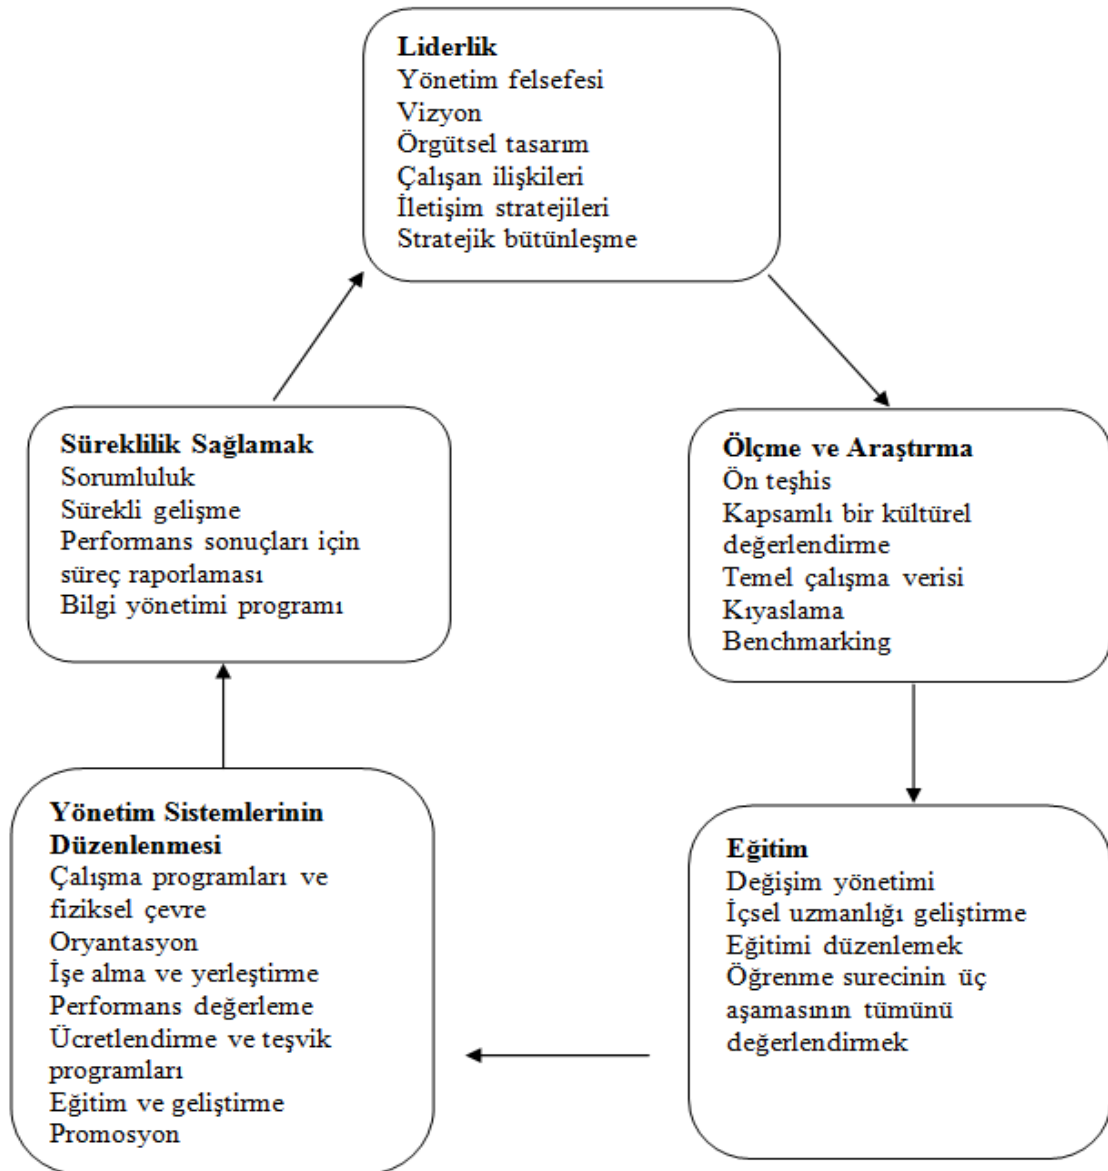 Liderlik
Yönetim felsefesi
Vizyon
Örgütsel tasarım
Çalışan ilişkileri
İletişim stratejileri
Stratejik bütünleşme
Süreklilik Sağlamak
Sorumluluk
Sürekli gelişme
Performans sonuçları için
süreç raporlaması
Bilgi yönetimi programı
Ölçme ve Araştırma
Ön teşhis
Kapsamlı bir kültürel
değerlendirme
Temel çalışma verisi
Kıyaslama
Benchmarking
Yönetim Sistemlerinin
Düzenlenmesi
Çalışma programları ve
fiziksel çevre
Oryantasyon
İşe alma ve yerleştirme
Performans değerleme
Ücretlendirme ve teşvik
programları
Eğitim ve geliştirme
Promosyon
Eğitim
Değişim yönetimi
İçsel uzmanlığı geliştirme
Eğitimi düzenlemek
Öğrenme surecinin üç
aşamasının tümünü
değerlendirmek